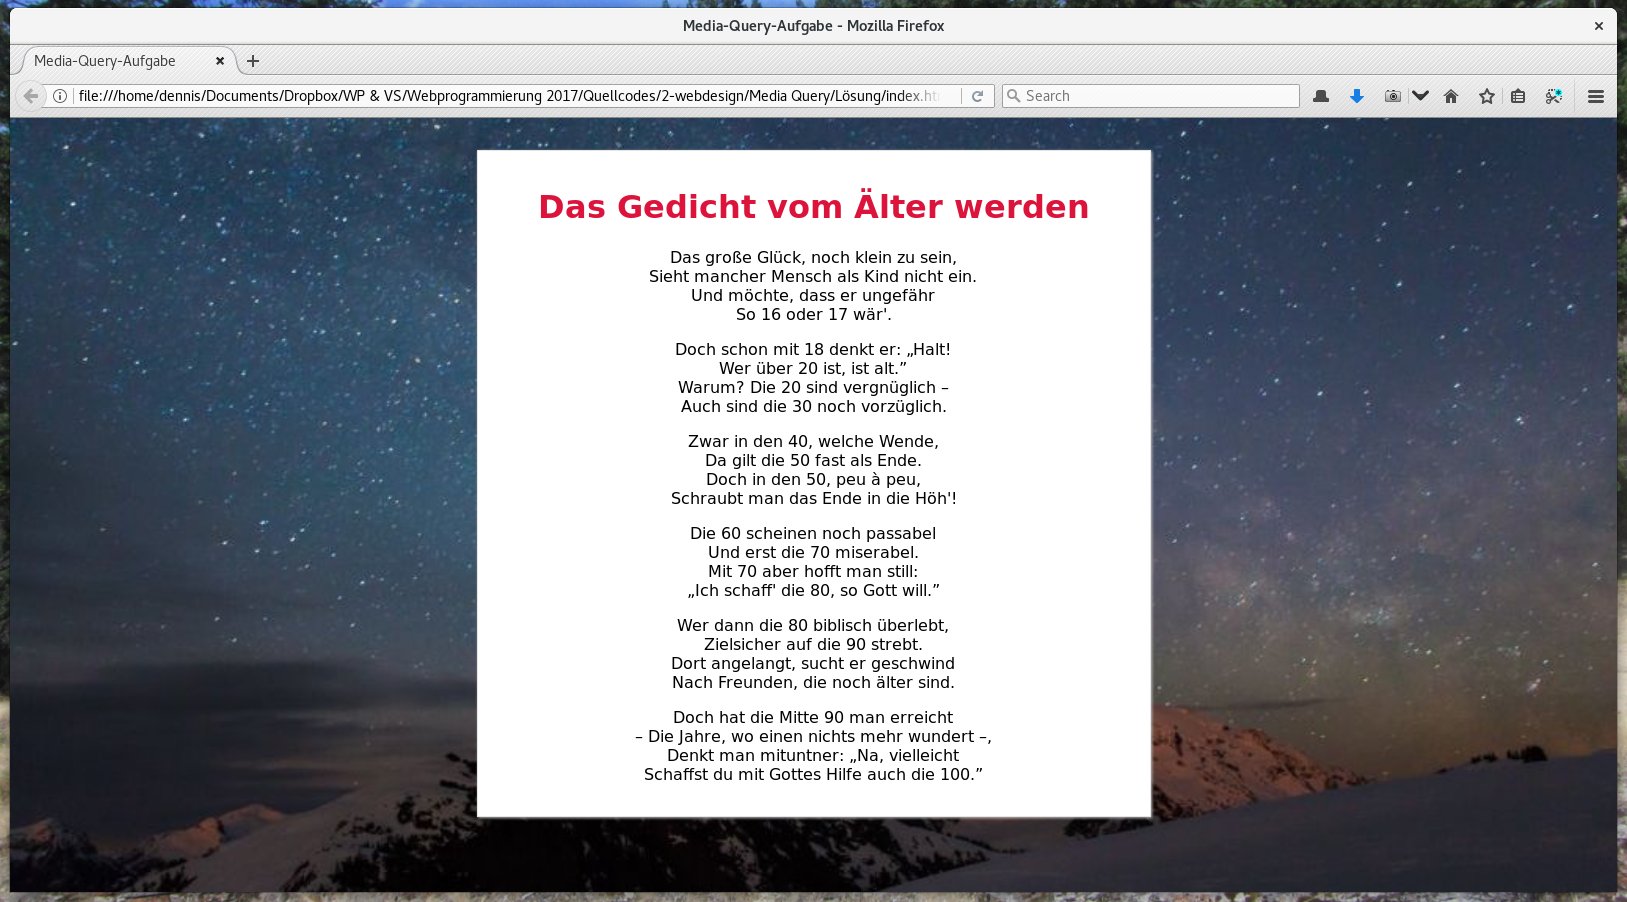 Media-Query-Aufgabe - Mozilla Firefox
Media-Query-Aufgabe
file:///home/dennis/Documents/Dropbox/WP & VS/Webprogrammierung 2017/Quellcodes/2-webdesign/Media Query/Lösung/index.ht
Search
Das Gedicht vom Älter werden
Das große Glück, noch klein zu sein,
Sieht mancher Mensch als Kind nicht ein.
Und möchte, dass er ungefähr
So 16 oder 17 wär'.
Doch schon mit 18 denkt er: „Halt!
Wer über 20 ist, ist alt.”
Warum? Die 20 sind vergnüglich –
Auch sind die 30 noch vorzüglich.
Zwar in den 40, welche Wende,
Da gilt die 50 fast als Ende.
Doch in den 50, peu à peu,
Schraubt man das Ende in die Höh'!
Die 60 scheinen noch passabel
Und erst die 70 miserabel.
Mit 70 aber hofft man still:
„Ich schaff' die 80, so Gott will.”
Wer dann die 80 biblisch überlebt,
Zielsicher auf die 90 strebt.
Dort angelangt, sucht er geschwind
Nach Freunden, die noch älter sind.
Doch hat die Mitte 90 man erreicht
– Die Jahre, wo einen nichts mehr wundert –,
Denkt man mituntner: „Na, vielleicht
Schaffst du mit Gottes Hilfe auch die 100.”